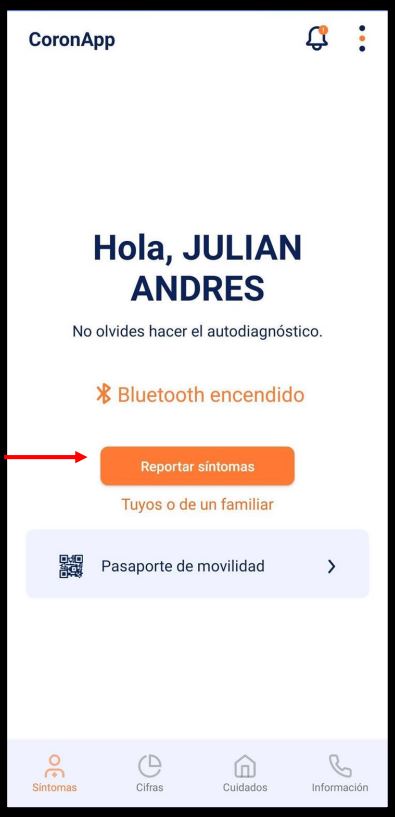 CoronApp
Hola, JULIAN
ANDRES
No olvides hacer el autodiagnóstico.
Bluetooth encendido
Reportar síntomas
Tuyos o de un familiar
Pasaporte de movilidad
Síntomas
Cifras
Cuidados
Información